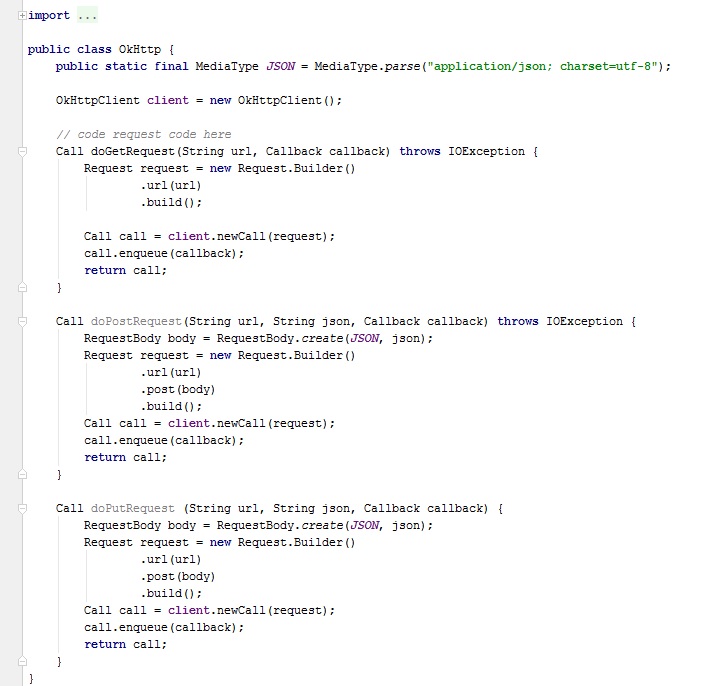 import ...
public class OkHttp {
    public static final MediaType JSON = MediaType.parse("application/json; charset=utf-8");
    OkHttpClient client = new OkHttpClient();
    // code request code here
    Call doGetRequest(String url, Callback callback) throws IOException {
        Request request = new Request.Builder()
                .url(url)
                .build();
        Call call = client.newCall(request);
        call.enqueue(callback);
        return call;
    }
    Call doPostRequest(String url, String json, Callback callback) throws IOException {
        RequestBody body = RequestBody.create(JSON, json);
        Request request = new Request.Builder()
                .url(url)
                .post(body)
                .build();
        Call call = client.newCall(request);
        call.enqueue(callback);
        return call;
    }
    Call doPutRequest (String url, String json, Callback callback) {
        RequestBody body = RequestBody.create(JSON, json);
        Request request = new Request.Builder()
                .url(url)
                .post(body)
                .build();
        Call call = client.newCall(request);
        call.enqueue(callback);
        return call;
    }
}